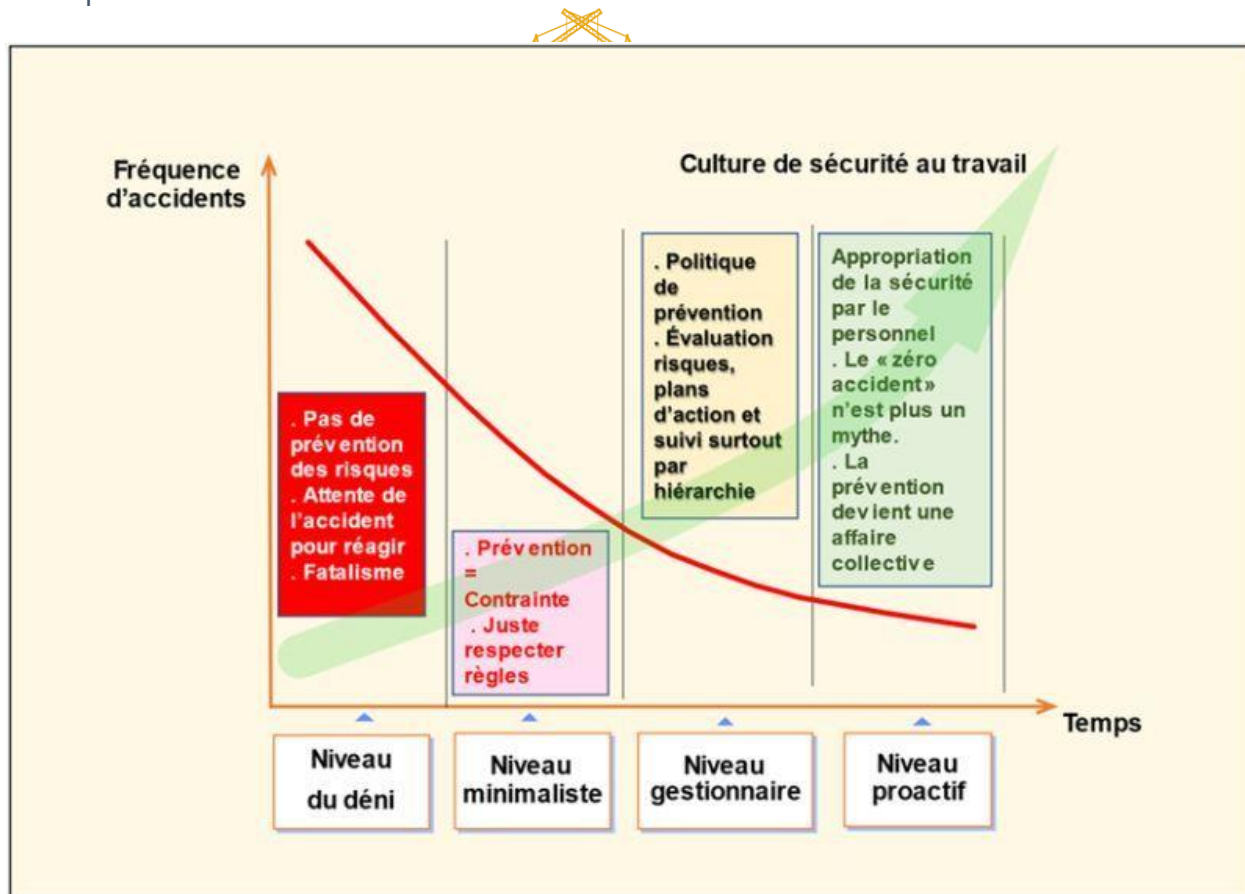 Fréquence
d'accidents
Culture de sécurité au travail
. Pas de
prévention
des risques
. Attente de
l'accident
pour réagir
. Fatalisme
. Prévention
=
Contrainte
. Juste
respecter
règles
. Politique
de
prévention
. Évaluation
risques,
plans
d'action et
suivi surtout
par
hiérarchie
Appropriation
de la sécurité
par le
personnel
. Le « zéro
accident»
n'est plus un
mythe.
. La
prévention
devient une
affaire
collective
Temps
Niveau
du déni
Niveau
minimaliste
Niveau
gestionnaire
Niveau
proactif